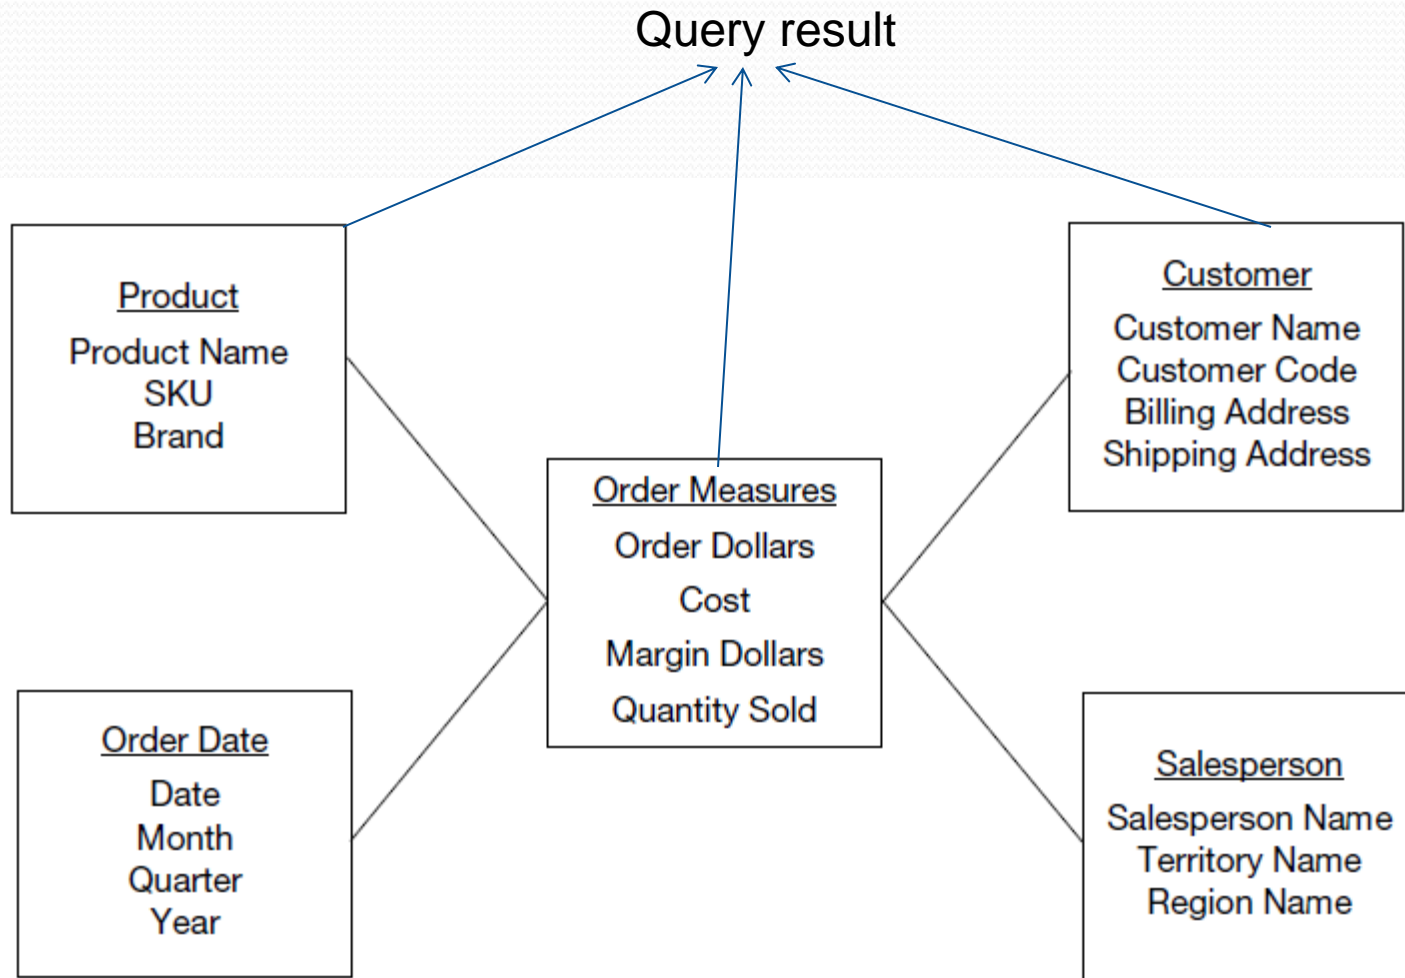 Query result
Product
Product Name
SKU
Brand
Customer
Customer Name
Customer Code
Billing Address
Shipping Address
Order Measures
Order Dollars
Cost
Margin Dollars
Quantity Sold
Order Date
Date
Month
Quarter
Year
Salesperson
Salesperson Name
Territory Name
Region Name